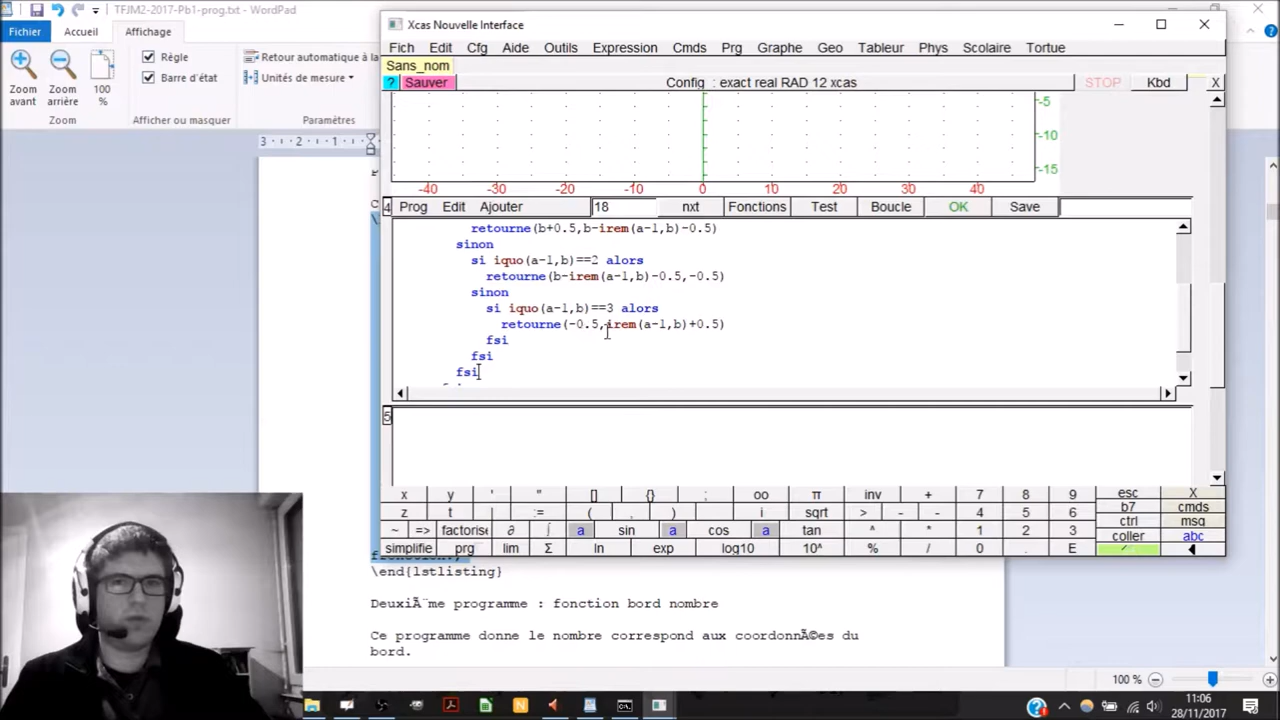 TFJM2-2017-Pb1-prog.txt - WordPad
Fichier Accueil Affichage
Zoom avant
Zoom arrière
100 %
Règle
Barre d'état
Retour automatique à la
Unités de mesure
Zoom
Afficher ou masquer
Paramètres
3 2 1
Xcas Nouvelle Interface
Fich Edit Cfg Aide Outils Expression Cmds Prg Graphe Geo Tableur Phys Scolaire Tortue
Sans_nom
? Sauver Config : exact real RAD 12 xcas STOP Kbd X
-5
-10
-15
-40 -30 -20 -10 0 10 20 30 40
4 Prog Edit Ajouter 18 nxt Fonctions Test Boucle OK Save
retourne(b+0.5,b-irem(a-1,b)-0.5)
sinon
si iquo(a-1,b)==2 alors
retourne(b-irem(a-1,b)-0.5,-0.5)
sinon
si iquo(a-1,b)==3 alors
retourne(-0.5,irem(a-1,b)+0.5)
fsi
fsi
fsi
5
x y ' " [] {} ; oo π inv + 7 8 9 esc X
z t := ( , ) i sqrt > - - 4 5 6 b7 cmds
~ => factorise ∂ ∫ a sin a cos a tan ^ * 1 2 3 ctrl msg
coller abc
simplifie prg lim Σ ln exp log10 10^ % / 0 . E
\end{lstlisting}
DeuxiÃ¨me programme : fonction bord nombre
Ce programme donne le nombre correspond aux coordonnÃ©es du
bord.
100 %
11:06
28/11/2017